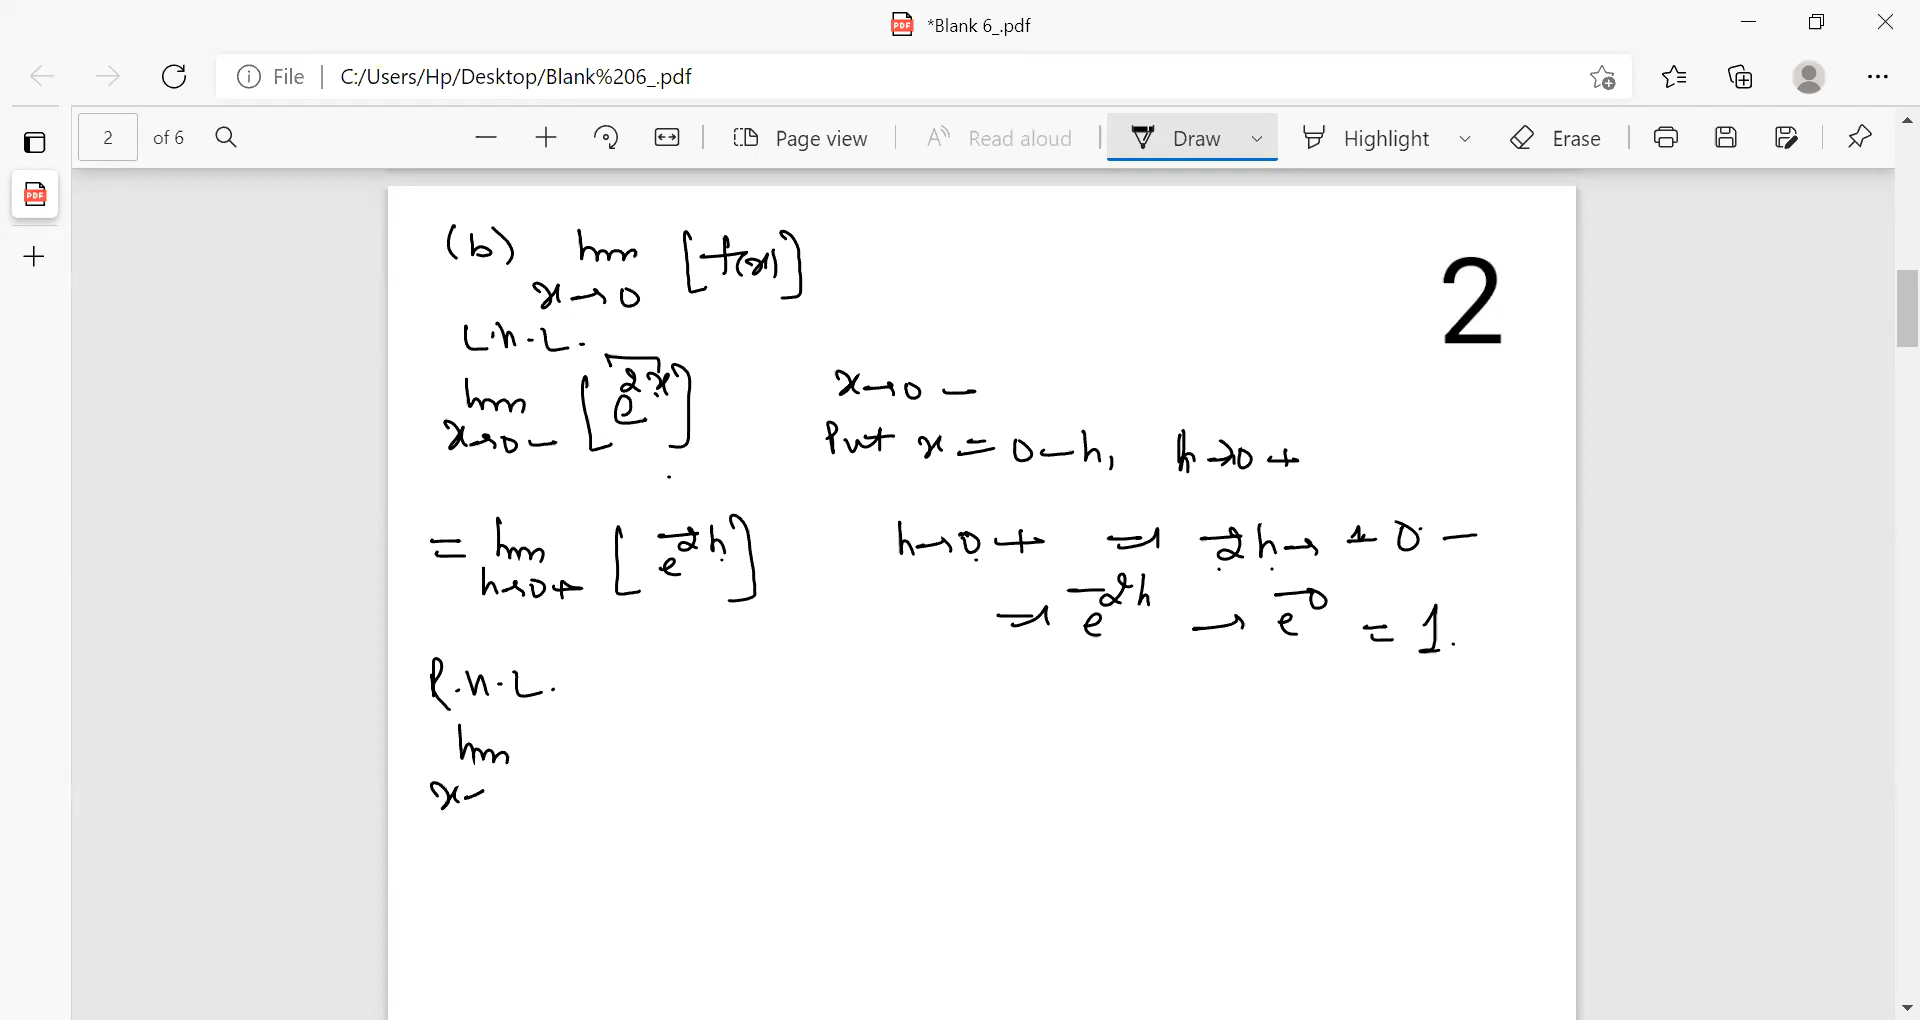 *Blank 6_.pdf
File | C:/Users/Hp/Desktop/Blank%206_.pdf
2 of 6 Page view Read aloud Draw Highlight Erase
2
(b) lim [f(x)]
x→0
L.H.L.
lim [e^2x] x→0-
x→0- Put x = 0-h, h→0+
= lim [e^-2h] h→0+ ⇒ -2h→ 0-
h→0+ ⇒ e^-2h → e^-0 = 1.
R.H.L.
lim
x-